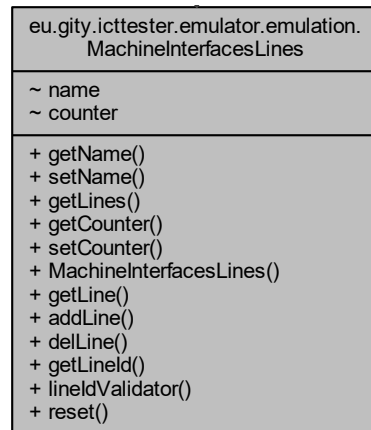 eu.gity.icttester.emulator.emulation.
MachineInterfacesLines
~ name
~ counter
+ getName()
+ setName()
+ getLines()
+ getCounter()
+ setCounter()
+ MachineInterfacesLines()
+ getLine()
+ addLine()
+ delLine()
+ getLineId()
+ lineIdValidator()
+ reset()